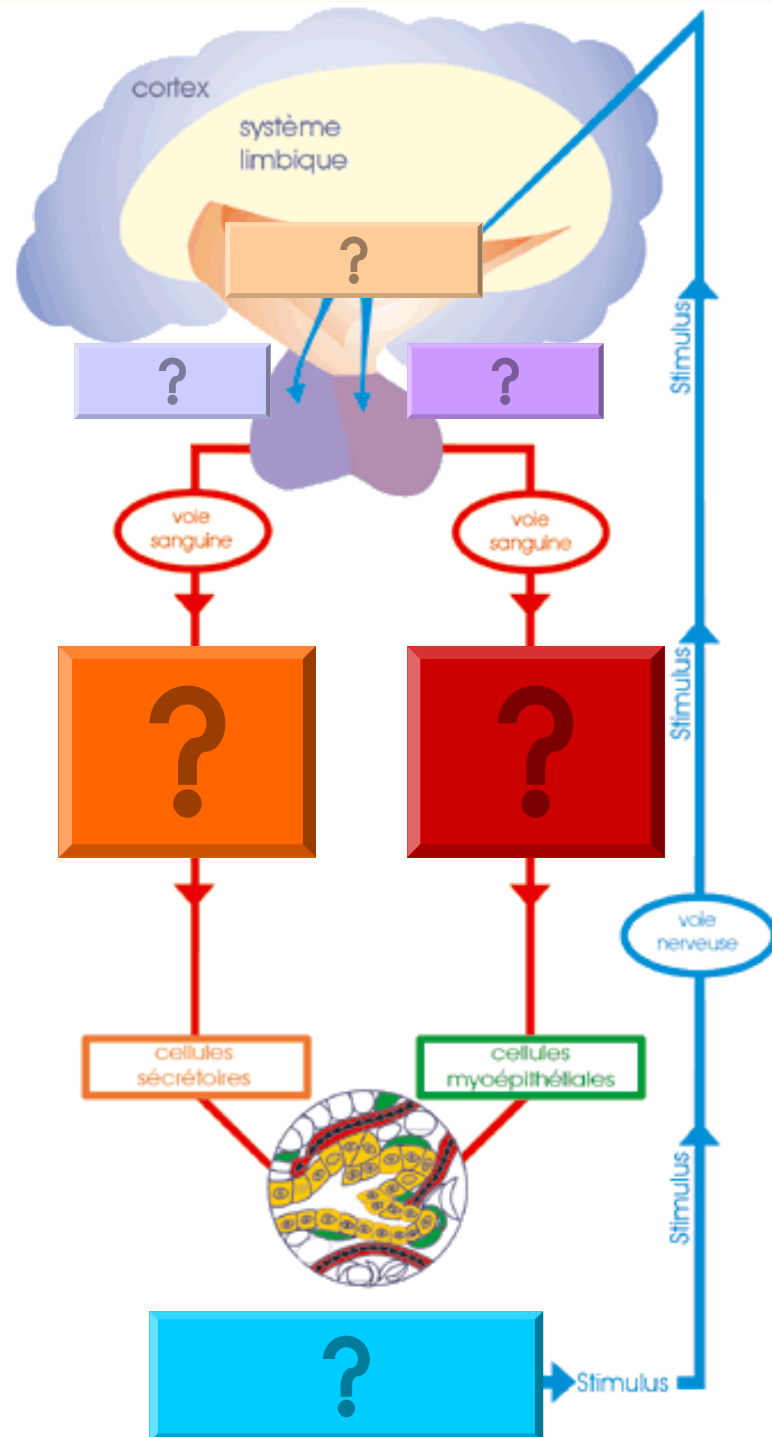 cortex
système
limbique
?
?
?
voie
sanguine
voie
sanguine
Stimulus
?
?
Stimulus
voie
nerveuse
cellules
sécrétoires
cellules
myoépithéliales
Stimulus
?
Stimulus